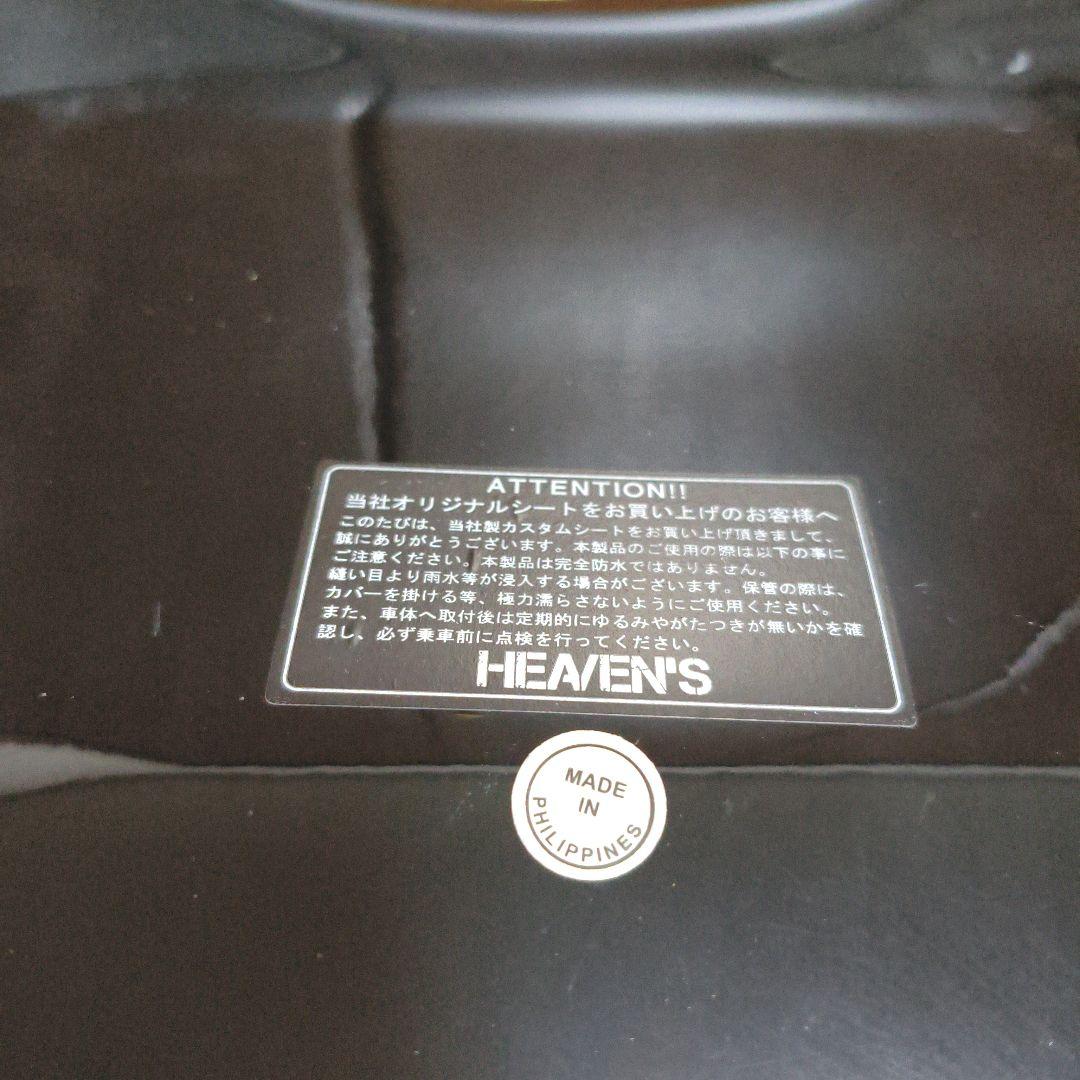 ATTENTION!!
当社オリジナルシートをお買い上げのお客様へ
このたびは、当社製カスタムシートをお買い上げ頂きまして、
誠にありがとうございます。本製品のご使用の際は以下の事に
ご注意ください。本製品は完全防水ではありません。
縫い目より雨水等が浸入する場合がございます。保管の際は、
カバーを掛ける等、極力濡らさないようにご使用ください。
また、車体へ取付後は定期的にゆるみやがたつきが無いかを確
認し、必ず乗車前に点検を行ってください。
HEAVEN'S
MADE
IN
PHILIPPINES